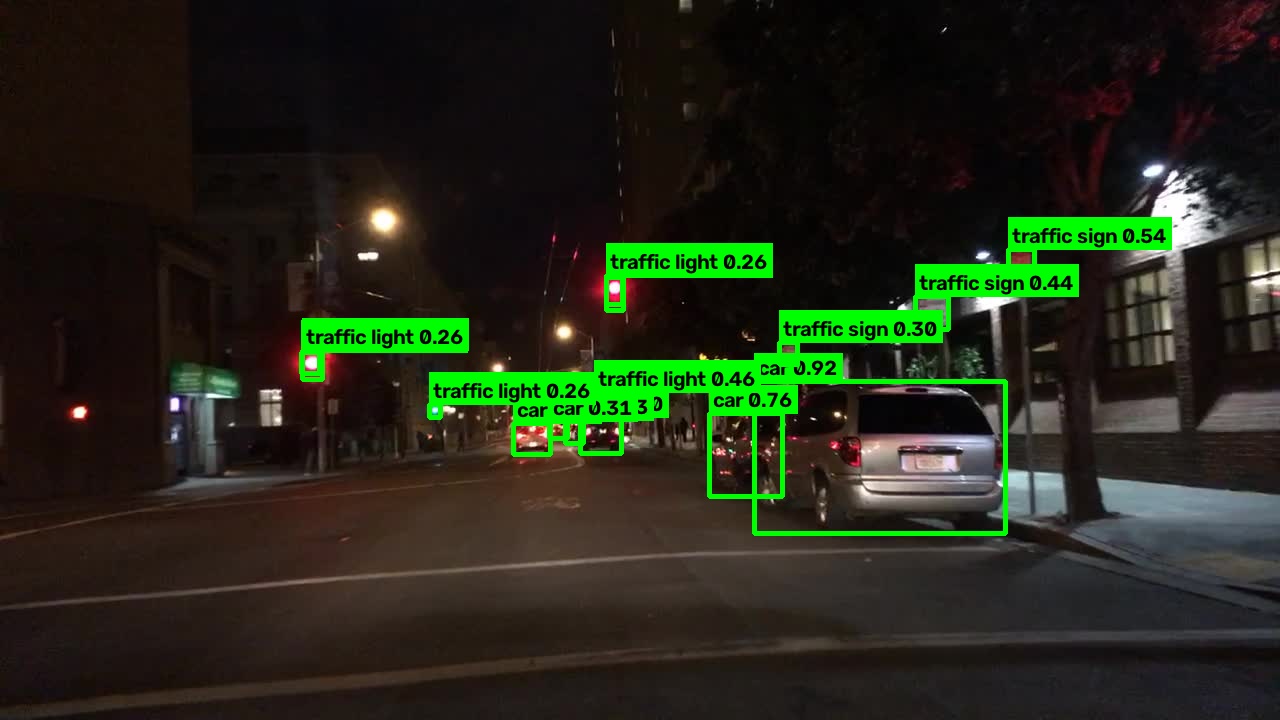 traffic sign 0.54
traffic light 0.26
traffic sign 0.44
traffic sign 0.30
traffic light 0.26
car 0.92
traffic light 0.46
traffic light 0.26
car 0.76
car
car 0.31